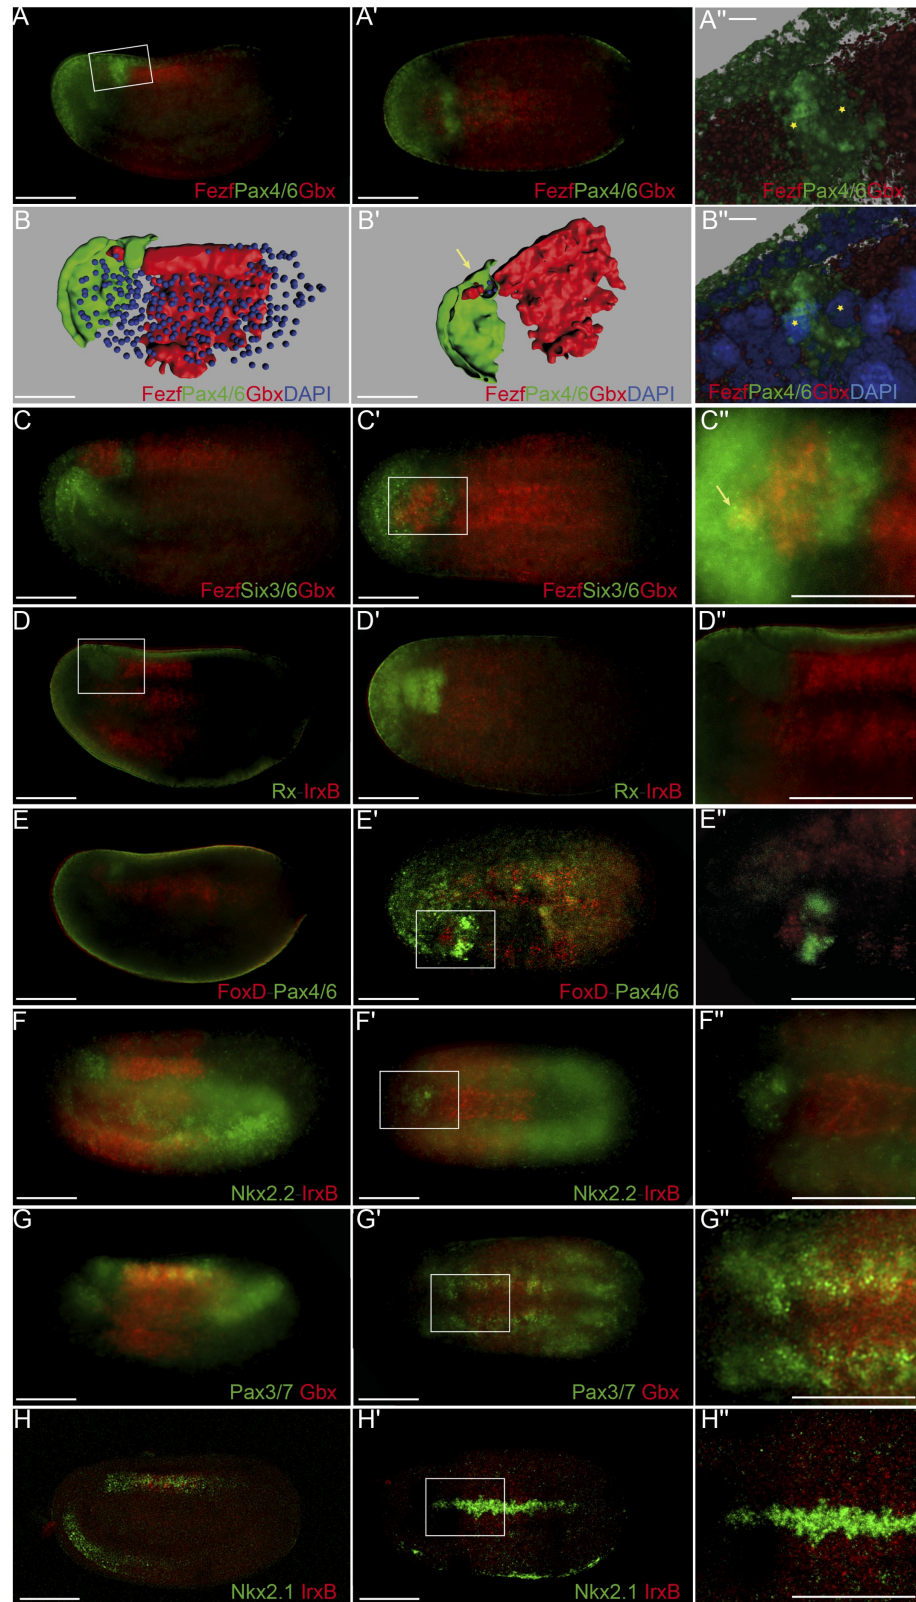 A
FezfPax4/6Gbx
A'
FezfPax4/6Gbx
A''
FezfPax4/6Gbx
B
FezfPax4/6GbxDAPI
B'
FezfPax4/6GbxDAPI
B''
FezfPax4/6GbxDAPI
C
FezfSix3/6Gbx
C'
FezfSix3/6Gbx
C''
D
Rx-IrxB
D'
Rx-IrxB
D''
E
FoxD-Pax4/6
E'
FoxD-Pax4/6
E''
F
Nkx2.2-IrxB
F'
Nkx2.2-IrxB
F''
G
Pax3/7 Gbx
G'
Pax3/7 Gbx
G''
H
Nkx2.1 IrxB
H'
Nkx2.1 IrxB
H''